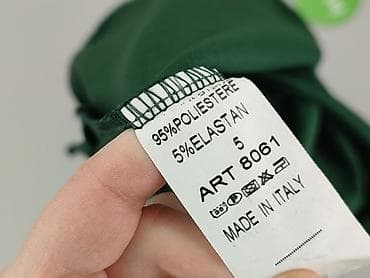 95%POLIESTERE
5%ELASTAN
5
ART 8061
MADE IN ITALY